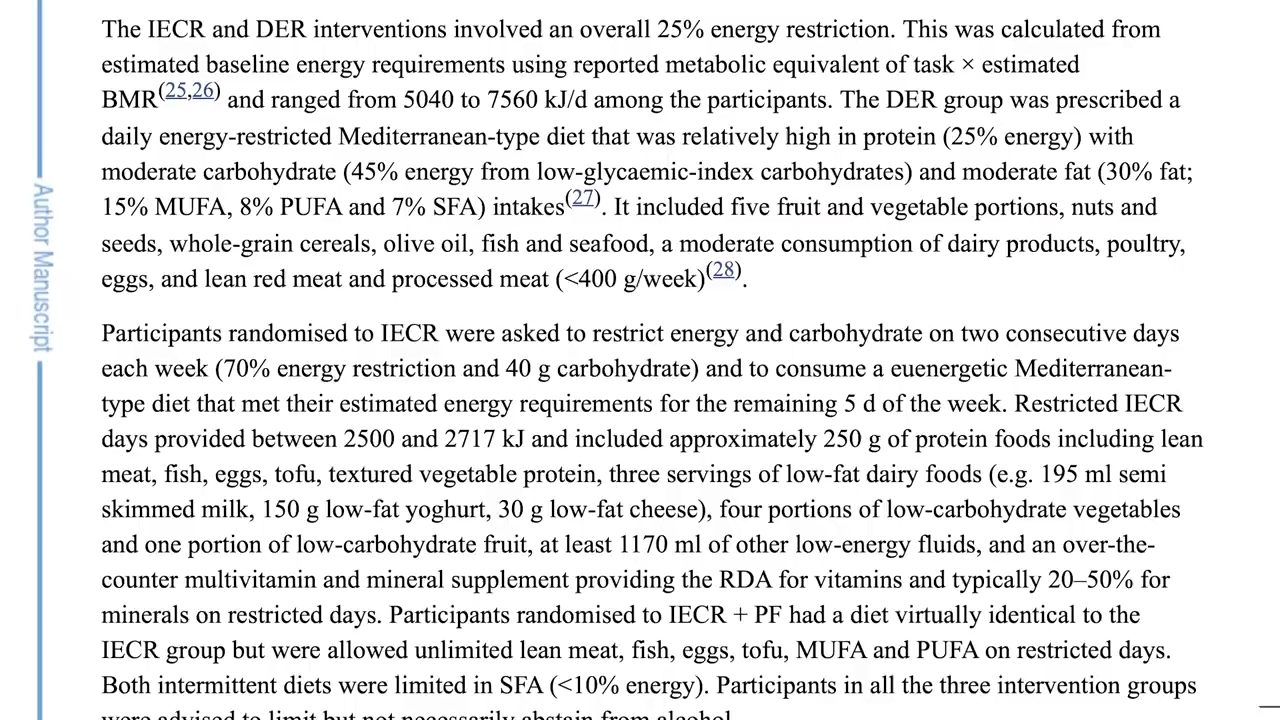 The IECR and DER interventions involved an overall 25% energy restriction. This was calculated from
estimated baseline energy requirements using reported metabolic equivalent of task × estimated
BMR(25,26) and ranged from 5040 to 7560 kJ/d among the participants. The DER group was prescribed a
daily energy-restricted Mediterranean-type diet that was relatively high in protein (25% energy) with
moderate carbohydrate (45% energy from low-glycaemic-index carbohydrates) and moderate fat (30% fat;
15% MUFA, 8% PUFA and 7% SFA) intakes(27). It included five fruit and vegetable portions, nuts and
seeds, whole-grain cereals, olive oil, fish and seafood, a moderate consumption of dairy products, poultry,
eggs, and lean red meat and processed meat (<400 g/week)(28).
Participants randomised to IECR were asked to restrict energy and carbohydrate on two consecutive days
each week (70% energy restriction and 40 g carbohydrate) and to consume a euenergetic Mediterranean-
type diet that met their estimated energy requirements for the remaining 5 d of the week. Restricted IECR
days provided between 2500 and 2717 kJ and included approximately 250 g of protein foods including lean
meat, fish, eggs, tofu, textured vegetable protein, three servings of low-fat dairy foods (e.g. 195 ml semi
skimmed milk, 150 g low-fat yoghurt, 30 g low-fat cheese), four portions of low-carbohydrate vegetables
and one portion of low-carbohydrate fruit, at least 1170 ml of other low-energy fluids, and an over-the-
counter multivitamin and mineral supplement providing the RDA for vitamins and typically 20–50% for
minerals on restricted days. Participants randomised to IECR + PF had a diet virtually identical to the
IECR group but were allowed unlimited lean meat, fish, eggs, tofu, MUFA and PUFA on restricted days.
Both intermittent diets were limited in SFA (<10% energy). Participants in all the three intervention groups
were advised to limit but not necessarily abstain from alcohol.
Author Manuscript